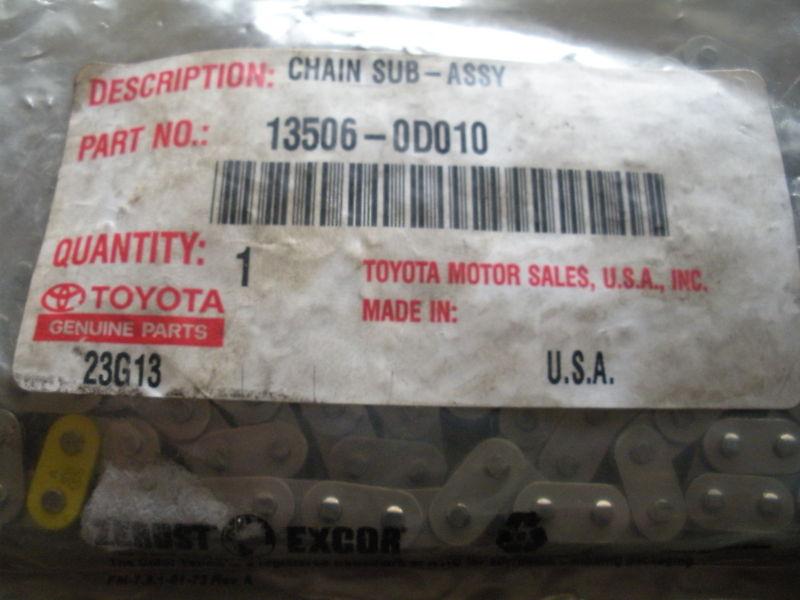 DESCRIPTION: CHAIN SUB-ASSY
PART NO.: 13506-0D010
QUANTITY: 1
TOYOTA MOTOR SALES, U.S.A., INC.
MADE IN:
TOYOTA
GENUINE PARTS
23G13
U.S.A.
ZERUST EXCOR